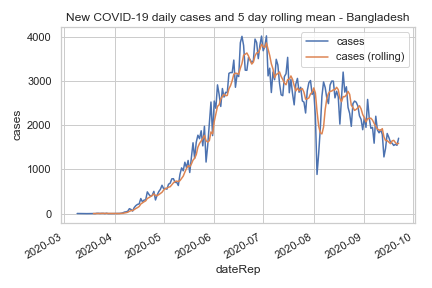 New COVID-19 daily cases and 5 day rolling mean - Bangladesh
cases
cases (rolling)
4000
3000
2000
1000
0
cases
2020-03
2020-04
2020-05
2020-06
2020-07
2020-08
2020-09
2020-10
dateRep